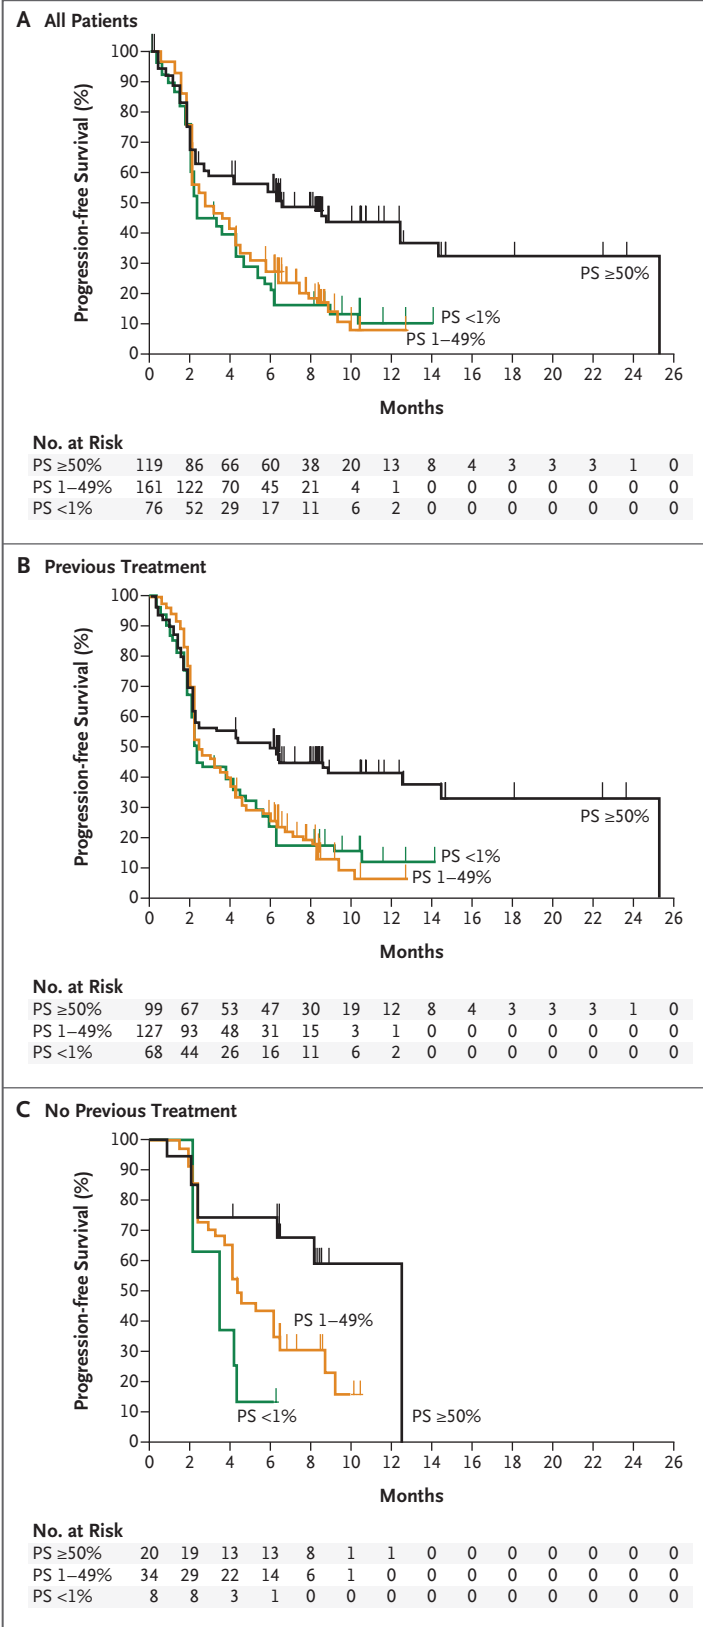 A All Patients
Progression-free Survival (%)
100
90
80
70
60
50
40
30
20
10
0
PS ≥50%
PS <1%
PS 1–49%
0 2 4 6 8 10 12 14 16 18 20 22 24 26
Months
No. at Risk
PS ≥50% 119 86 66 60 38 20 13 8 4 3 3 3 1 0
PS 1–49% 161 122 70 45 21 4 1 0 0 0 0 0 0 0
PS <1% 76 52 29 17 11 6 2 0 0 0 0 0 0 0
B Previous Treatment
Progression-free Survival (%)
100
90
80
70
60
50
40
30
20
10
0
PS ≥50%
PS <1%
PS 1–49%
0 2 4 6 8 10 12 14 16 18 20 22 24 26
Months
No. at Risk
PS ≥50% 99 67 53 47 30 19 12 8 4 3 3 3 1 0
PS 1–49% 127 93 48 31 15 3 1 0 0 0 0 0 0 0
PS <1% 68 44 26 16 11 6 2 0 0 0 0 0 0 0
C No Previous Treatment
Progression-free Survival (%)
100
90
80
70
60
50
40
30
20
10
0
PS 1–49%
PS <1%
PS ≥50%
0 2 4 6 8 10 12 14 16 18 20 22 24 26
Months
No. at Risk
PS ≥50% 20 19 13 13 8 1 1 0 0 0 0 0 0 0
PS 1–49% 34 29 22 14 6 1 0 0 0 0 0 0 0 0
PS <1% 8 8 3 1 0 0 0 0 0 0 0 0 0 0